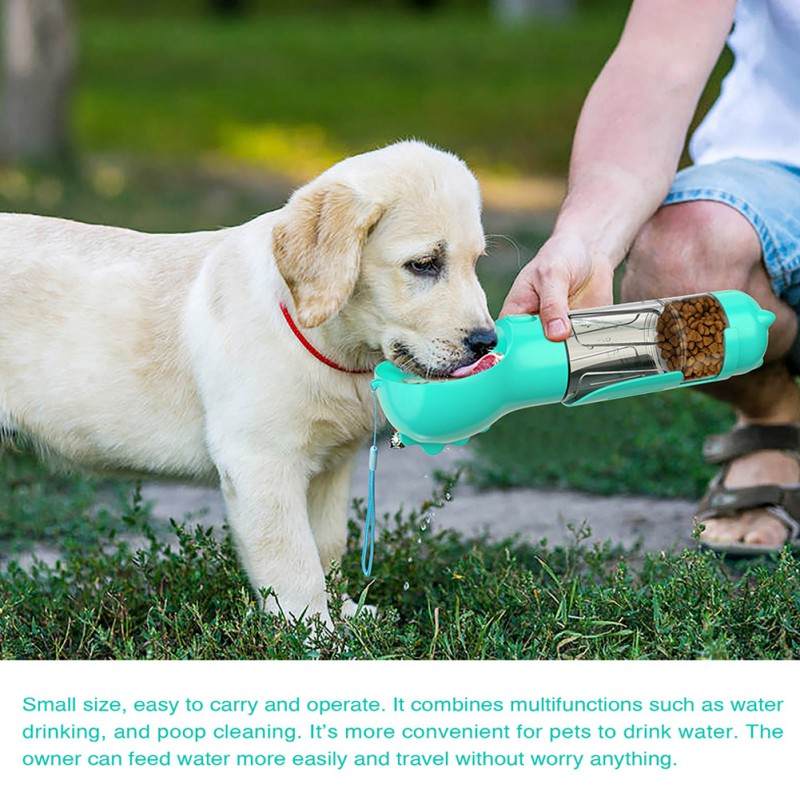 Small size, easy to carry and operate. It combines multifunctions such as water
drinking, and poop cleaning. It's more convenient for pets to drink water. The
owner can feed water more easily and travel without worry anything.